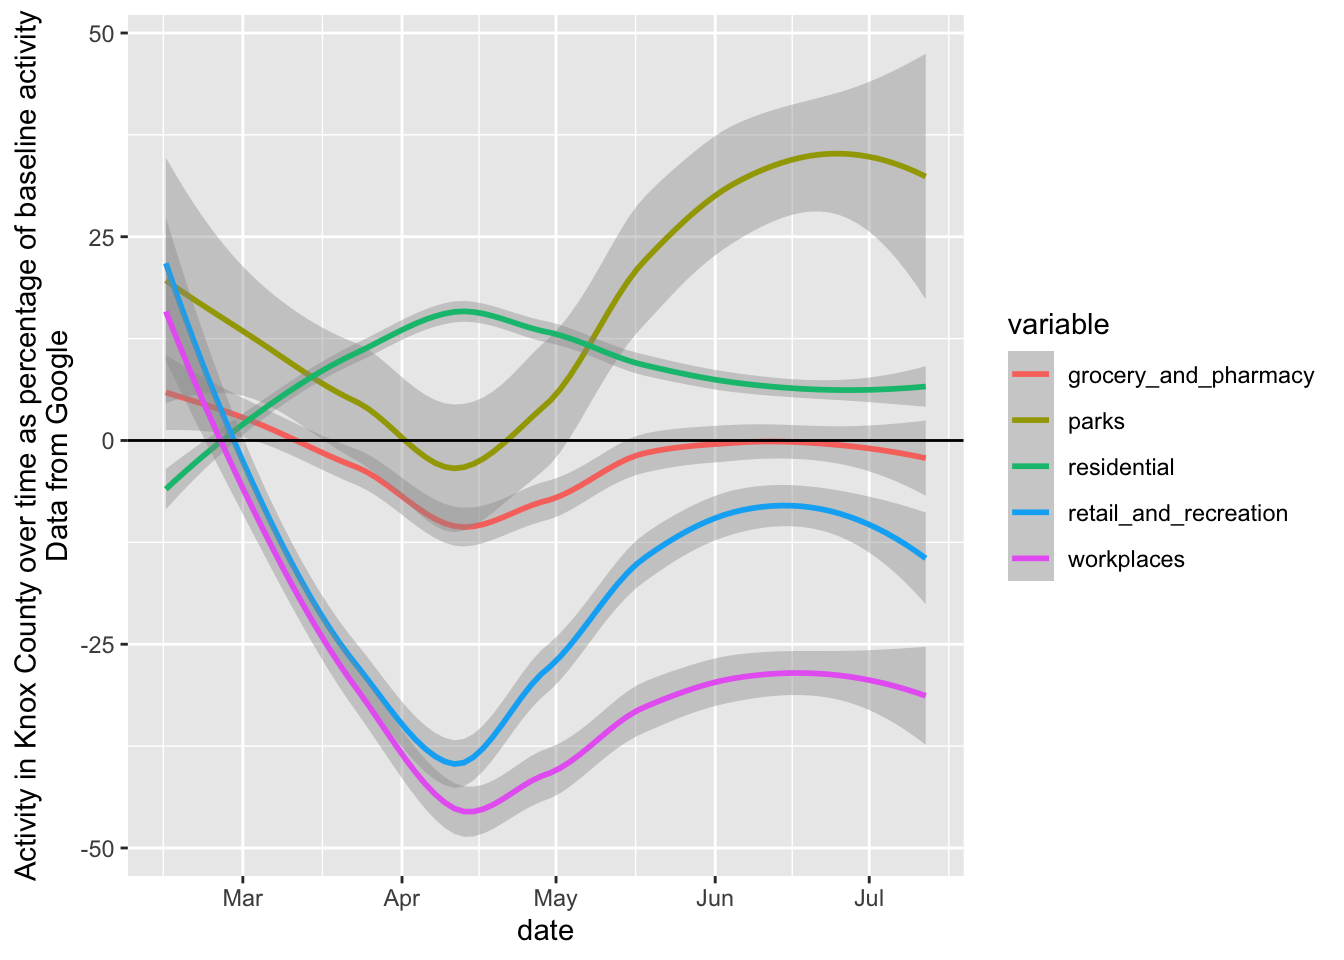 Activity in Knox County over time as percentage of baseline activity
Data from Google
50
25
0
-25
-50
Mar
Apr
May
Jun
Jul
date
variable
grocery_and_pharmacy
parks
residential
retail_and_recreation
workplaces